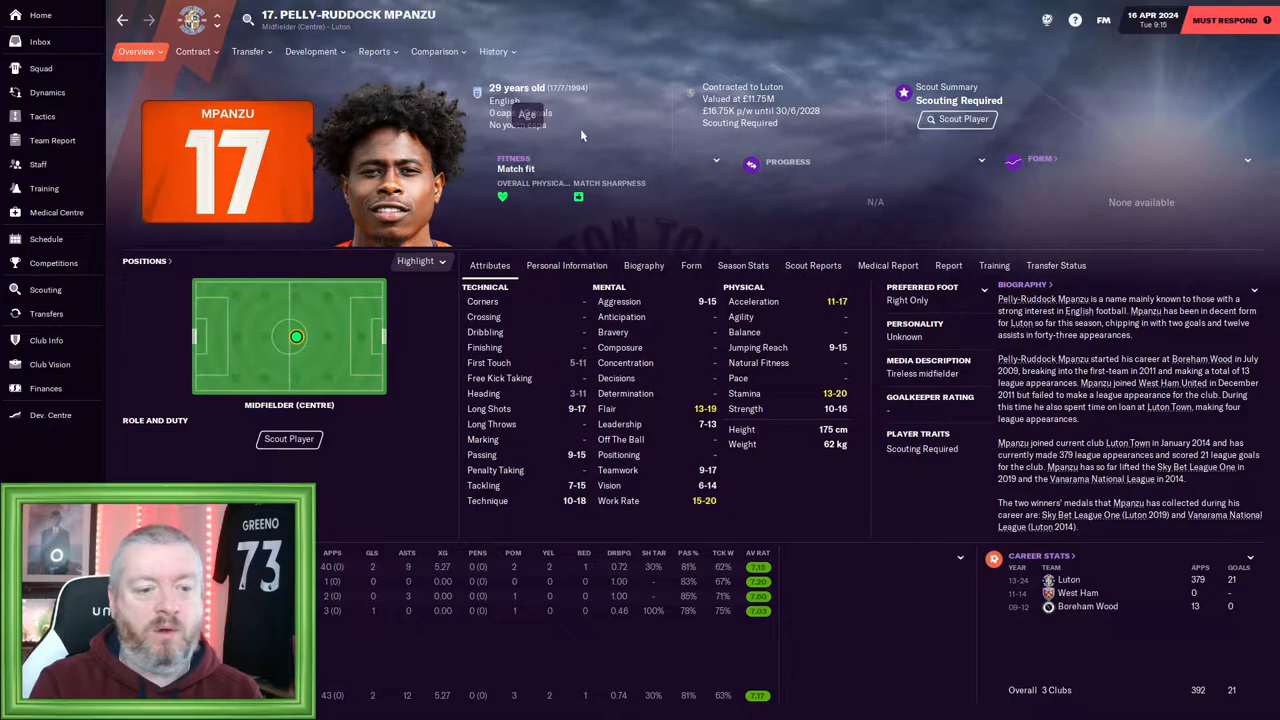 17. PELLY-RUDDOCK MPANZU
Midfielder (Centre) - Luton
FM
16 APR 2024
Tue 9:15
MUST RESPOND
Home
Inbox
Squad
Dynamics
Tactics
Team Report
Staff
Training
Medical Centre
Schedule
Competitions
Scouting
Transfers
Club Info
Club Vision
Finances
Dev. Centre
Overview
Contract
Transfer
Development
Reports
Comparison
History
MPANZU
17
29 years old (17/7/1994)
English
Age
Contracted to Luton
Valued at £11.75M
£16.75K p/w until 30/6/2028
Scouting Required
Scout Summary
Scouting Required
Scout Player
FITNESS
Match fit
OVERALL PHYSICA... MATCH SHARPNESS
PROGRESS
N/A
FORM
None available
POSITIONS
Highlight
MIDFIELDER (CENTRE)
ROLE AND DUTY
Scout Player
Attributes Personal Information Biography Form Season Stats Scout Reports Medical Report Report Training Transfer Status
TECHNICAL
Corners -
Crossing -
Dribbling -
Finishing -
First Touch 5-11
Free Kick Taking -
Heading 3-11
Long Shots 9-17
Long Throws -
Marking -
Passing 9-15
Penalty Taking -
Tackling 7-15
Technique 10-18
MENTAL
Aggression 9-15
Anticipation -
Bravery -
Composure -
Concentration -
Decisions -
Determination -
Flair 13-19
Leadership 7-13
Off The Ball -
Positioning -
Teamwork 9-17
Vision 6-14
Work Rate 15-20
PHYSICAL
Acceleration 11-17
Agility -
Balance -
Jumping Reach 9-15
Natural Fitness -
Pace -
Stamina 13-20
Strength 10-16
Height 175 cm
Weight 62 kg
PREFERRED FOOT
Right Only
PERSONALITY
Unknown
MEDIA DESCRIPTION
Tireless midfielder
GOALKEEPER RATING
-
PLAYER TRAITS
Scouting Required
BIOGRAPHY
Pelly-Ruddock Mpanzu is a name mainly known to those with a
strong interest in English football. Mpanzu has been in decent form
for Luton so far this season, chipping in with two goals and twelve
assists in forty-three appearances.
Pelly-Ruddock Mpanzu started his career at Boreham Wood in July
2009, breaking into the first-team in 2011 and making a total of 13
league appearances. Mpanzu joined West Ham United in December
2011 but failed to make a league appearance for the club. During
this time he also spent time on loan at Luton Town, making four
league appearances.
Mpanzu joined current club Luton Town in January 2014 and has
currently made 379 league appearances and scored 21 league goals
for the club. Mpanzu has so far lifted the Sky Bet League One in
2019 and the Vanarama National League in 2014.
The two winners' medals that Mpanzu has collected during his
career are: Sky Bet League One (Luton 2019) and Vanarama National
League (Luton 2014).
APPS GLS ASTS XG PENS POM YEL RED DRBPG SH TAR PAS% TCK W AV RAT
40 (0) 2 9 5.27 0 (0) 2 2 1 0.72 30% 81% 62% 7.15
1 (0) 0 0 0.00 0 (0) 0 0 0 1.00 - 83% 67% 7.20
2 (0) 0 3 0.00 0 (0) 0 0 0 1.00 - 85% 71% 7.50
3 (0) 1 0 0.00 0 (0) 1 0 0 0.46 100% 78% 75% 7.03
43 (0) 2 12 5.27 0 (0) 3 2 1 0.74 30% 81% 63% 7.17
CAREER STATS
YEAR TEAM APPS GOALS
13-24 Luton 379 21
11-14 West Ham 0 -
09-12 Boreham Wood 13 0
Overall 3 Clubs 392 21
GREENO
73